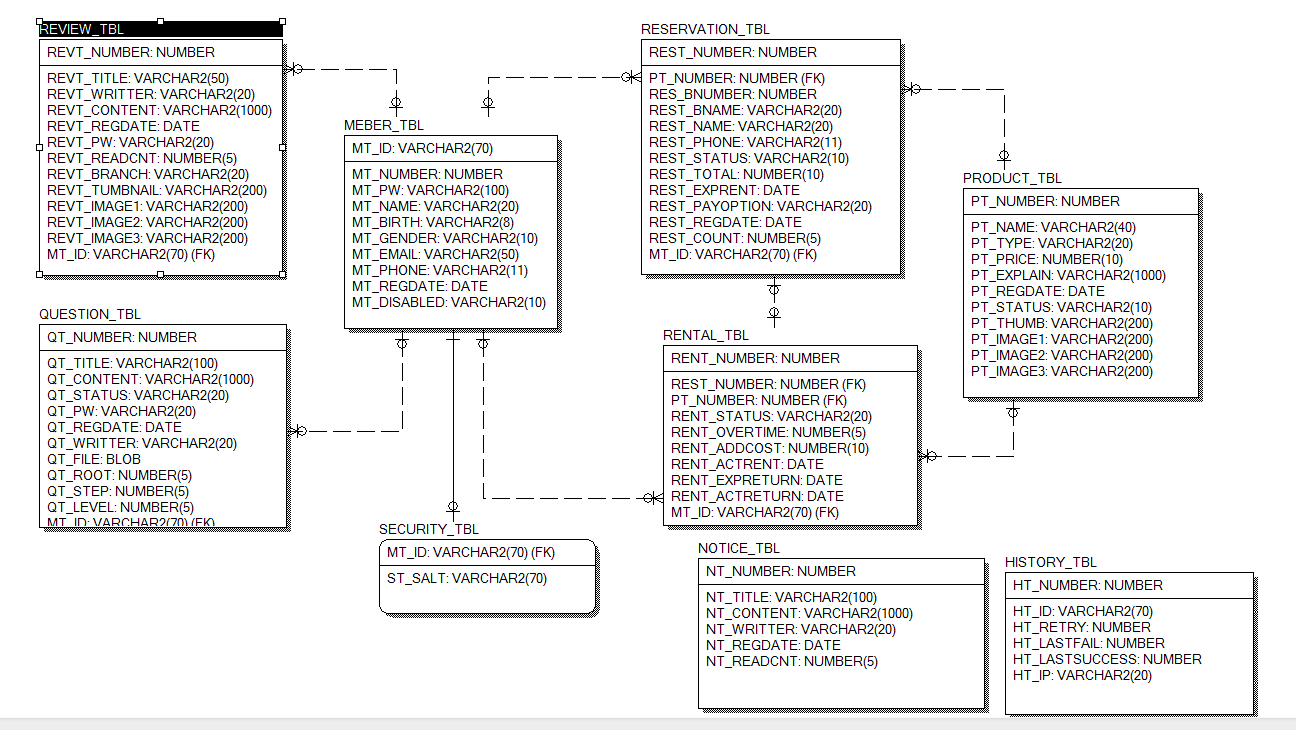 REVIEW_TBL
REVT_NUMBER: NUMBER
REVT_TITLE: VARCHAR2(50)
REVT_WRITTER: VARCHAR2(20)
REVT_CONTENT: VARCHAR2(1000)
REVT_REGDATE: DATE
REVT_PW: VARCHAR2(20)
REVT_READCNT: NUMBER(5)
REVT_BRANCH: VARCHAR2(20)
REVT_TUMBNAIL: VARCHAR2(200)
REVT_IMAGE1: VARCHAR2(200)
REVT_IMAGE2: VARCHAR2(200)
REVT_IMAGE3: VARCHAR2(200)
MT_ID: VARCHAR2(70) (FK)
QUESTION_TBL
QT_NUMBER: NUMBER
QT_TITLE: VARCHAR2(100)
QT_CONTENT: VARCHAR2(1000)
QT_STATUS: VARCHAR2(20)
QT_PW: VARCHAR2(20)
QT_REGDATE: DATE
QT_WRITTER: VARCHAR2(20)
QT_FILE: BLOB
QT_ROOT: NUMBER(5)
QT_STEP: NUMBER(5)
QT_LEVEL: NUMBER(5)
MT_ID: VARCHAR2(70) (FK)
MEBER_TBL
MT_ID: VARCHAR2(70)
MT_NUMBER: NUMBER
MT_PW: VARCHAR2(100)
MT_NAME: VARCHAR2(20)
MT_BIRTH: VARCHAR2(8)
MT_GENDER: VARCHAR2(10)
MT_EMAIL: VARCHAR2(50)
MT_PHONE: VARCHAR2(11)
MT_REGDATE: DATE
MT_DISABLED: VARCHAR2(10)
SECURITY_TBL
MT_ID: VARCHAR2(70) (FK)
ST_SALT: VARCHAR2(70)
RESERVATION_TBL
REST_NUMBER: NUMBER
PT_NUMBER: NUMBER (FK)
RES_BNUMBER: NUMBER
REST_BNAME: VARCHAR2(20)
REST_NAME: VARCHAR2(20)
REST_PHONE: VARCHAR2(11)
REST_STATUS: VARCHAR2(10)
REST_TOTAL: NUMBER(10)
REST_EXPRENT: DATE
REST_PAYOPTION: VARCHAR2(20)
REST_REGDATE: DATE
REST_COUNT: NUMBER(5)
MT_ID: VARCHAR2(70) (FK)
RENTAL_TBL
RENT_NUMBER: NUMBER
REST_NUMBER: NUMBER (FK)
PT_NUMBER: NUMBER (FK)
RENT_STATUS: VARCHAR2(20)
RENT_OVERTIME: NUMBER(5)
RENT_ADDCOST: NUMBER(10)
RENT_ACTRENT: DATE
RENT_EXPRETURN: DATE
RENT_ACTRETURN: DATE
MT_ID: VARCHAR2(70) (FK)
PRODUCT_TBL
PT_NUMBER: NUMBER
PT_NAME: VARCHAR2(40)
PT_TYPE: VARCHAR2(20)
PT_PRICE: NUMBER(10)
PT_EXPLAIN: VARCHAR2(1000)
PT_REGDATE: DATE
PT_STATUS: VARCHAR2(10)
PT_THUMB: VARCHAR2(200)
PT_IMAGE1: VARCHAR2(200)
PT_IMAGE2: VARCHAR2(200)
PT_IMAGE3: VARCHAR2(200)
NOTICE_TBL
NT_NUMBER: NUMBER
NT_TITLE: VARCHAR2(100)
NT_CONTENT: VARCHAR2(1000)
NT_WRITTER: VARCHAR2(20)
NT_REGDATE: DATE
NT_READCNT: NUMBER(5)
HISTORY_TBL
HT_NUMBER: NUMBER
HT_ID: VARCHAR2(70)
HT_RETRY: NUMBER
HT_LASTFAIL: NUMBER
HT_LASTSUCCESS: NUMBER
HT_IP: VARCHAR2(20)